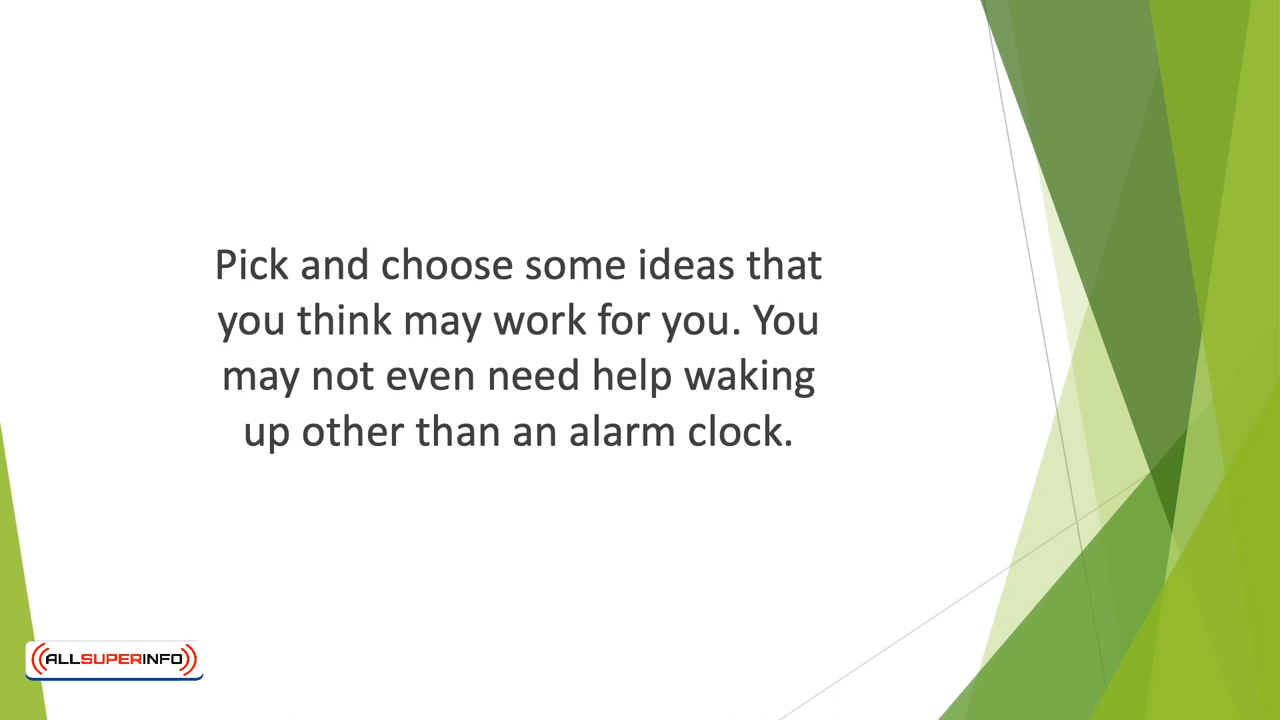 Pick and choose some ideas that
you think may work for you. You
may not even need help waking
up other than an alarm clock.
ALLSUPERINFO